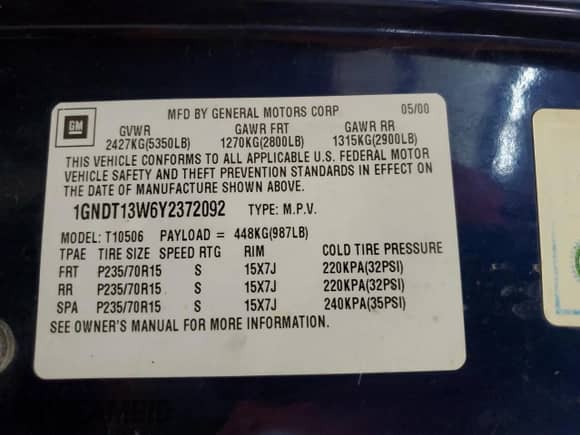 GM
MFD BY GENERAL MOTORS CORP 05/00
GVWR GAWR FRT GAWR RR
2427KG(5350LB) 1270KG(2800LB) 1315KG(2900LB)
THIS VEHICLE CONFORMS TO ALL APPLICABLE U.S. FEDERAL MOTOR
VEHICLE SAFETY AND THEFT PREVENTION STANDARDS IN EFFECT ON
THE DATE OF MANUFACTURE SHOWN ABOVE.
1GNDT13W6Y2372092 TYPE: M.P.V.
MODEL: T10506 PAYLOAD = 448KG(987LB)
TPAE TIRE SIZE SPEED RTG RIM COLD TIRE PRESSURE
FRT P235/70R15 S 15X7J 220KPA(32PSI)
RR P235/70R15 S 15X7J 220KPA(32PSI)
SPA P235/70R15 S 15X7J 240KPA(35PSI)
SEE OWNER'S MANUAL FOR MORE INFORMATION.